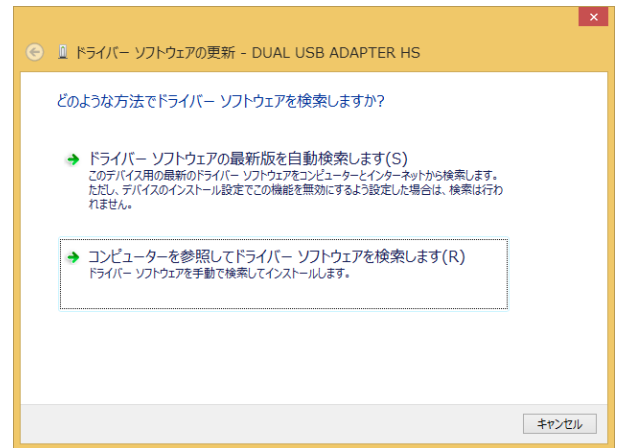 ドライバー ソフトウェアの更新 - DUAL USB ADAPTER HS
どのような方法でドライバー ソフトウェアを検索しますか?
ドライバー ソフトウェアの最新版を自動検索します(S)
このデバイス用の最新のドライバー ソフトウェアをコンピューターとインターネットから検索します。
ただし、デバイスのインストール設定でこの機能を無効にするよう設定した場合は、検索は行わ
れません。
コンピューターを参照してドライバー ソフトウェアを検索します(R)
ドライバー ソフトウェアを手動で検索してインストールします。
キャンセル